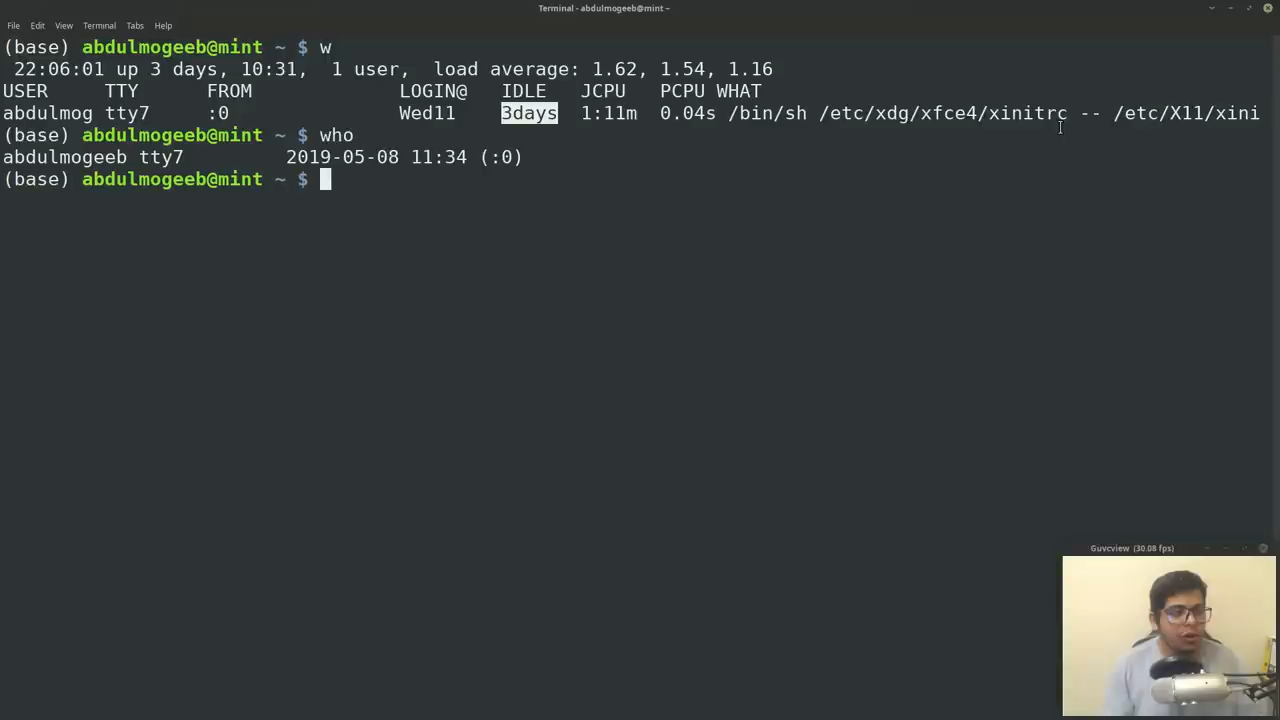 Terminal - abdulmogeeb@mint ~
File Edit View Terminal Tabs Help
(base) abdulmogeeb@mint ~ $ w
22:06:01 up 3 days, 10:31, 1 user, load average: 1.62, 1.54, 1.16
USER TTY FROM LOGIN@ IDLE JCPU PCPU WHAT
abdulmog tty7 :0 Wed11 3days 1:11m 0.04s /bin/sh /etc/xdg/xfce4/xinitrc -- /etc/X11/xini
(base) abdulmogeeb@mint ~ $ who
abdulmogeeb tty7 2019-05-08 11:34 (:0)
(base) abdulmogeeb@mint ~ $
Guvcview (30.08 fps)